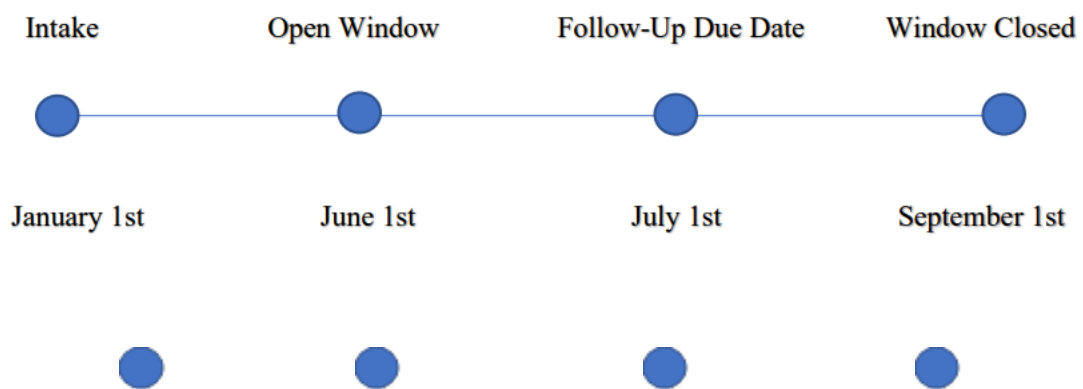 Intake Open Window Follow-Up Due Date Window Closed
January 1st June 1st July 1st September 1st